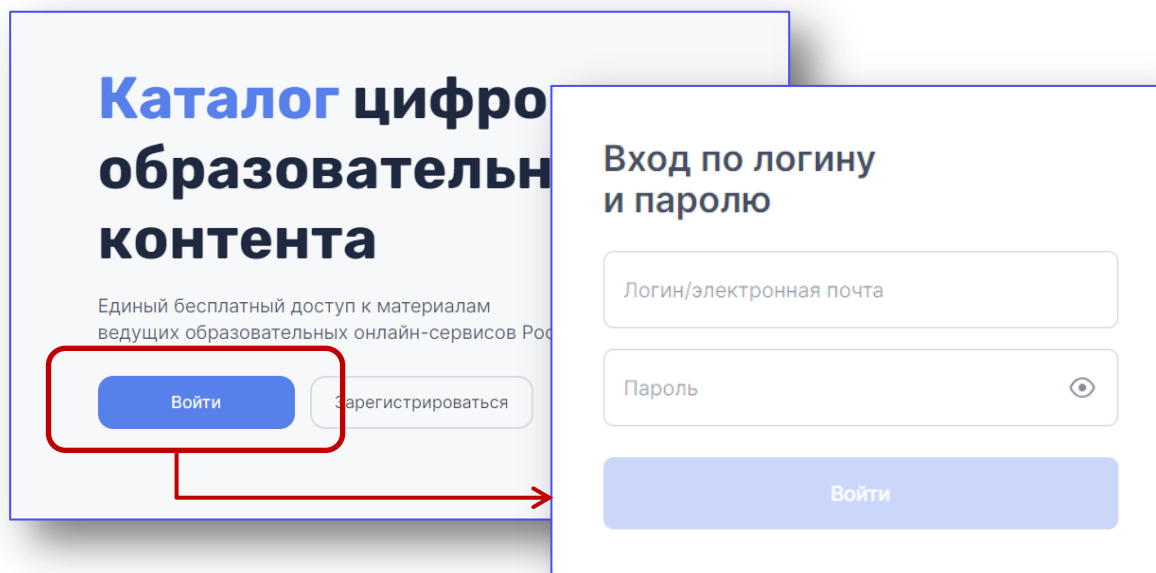 Каталог цифро
образовательн
контента
Единый бесплатный доступ к материалам
ведущих образовательных онлайн-сервисов Рос
Войти
Зарегистрироваться
Вход по логину
и паролю
Логин/электронная почта
Пароль
Войти